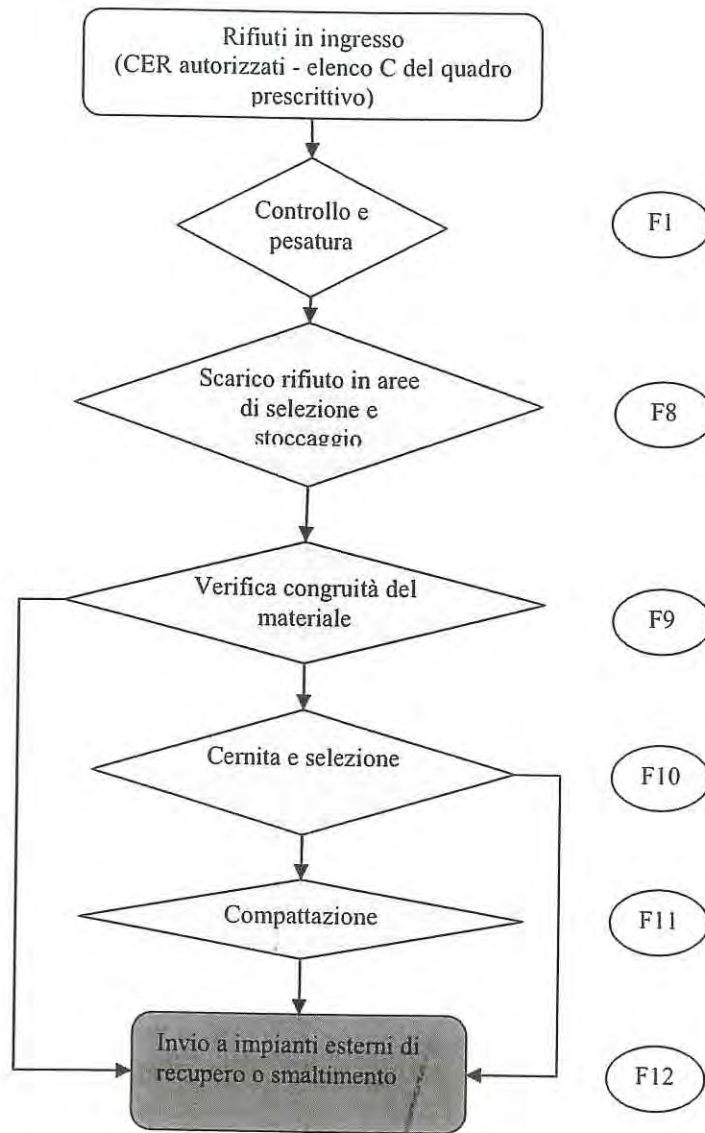 Rifiuti in ingresso
(CER autorizzati - elenco C del quadro
prescrittivo)
Controllo e
pesatura
F1
Scarico rifiuto in aree
di selezione e
stoccaggio
F8
Verifica congruità del
materiale
F9
Cernita e selezione
F10
Compattazione
F11
Invio a impianti esterni di
recupero o smaltimento
F12